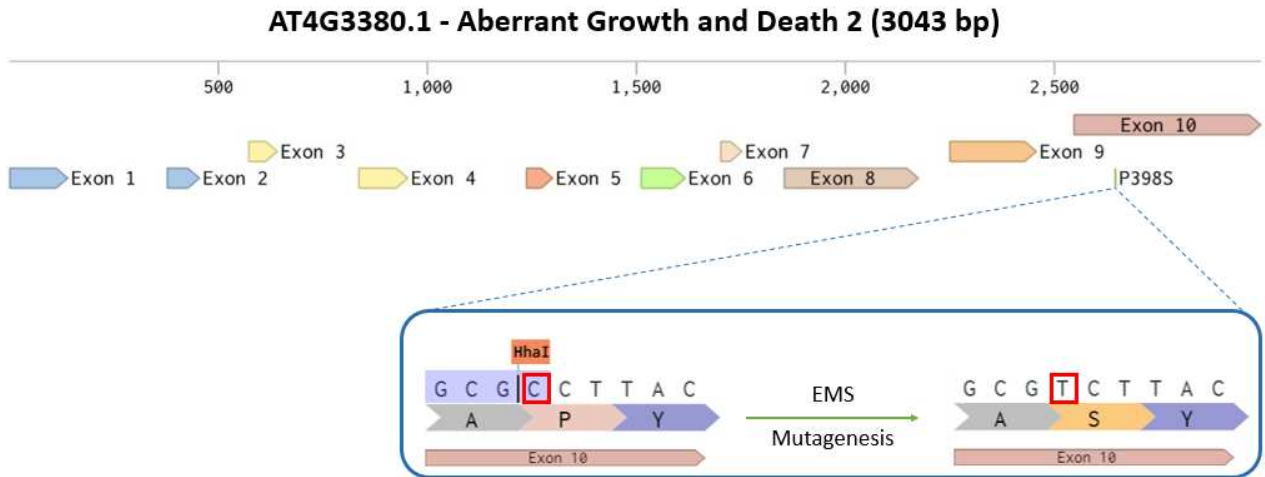 AT4G3380.1 - Aberrant Growth and Death 2 (3043 bp)
500 1,000 1,500 2,000 2,500
Exon 10
Exon 3 Exon 7 Exon 9
Exon 1 Exon 2 Exon 4 Exon 5 Exon 6 Exon 8 P398S
HhaI
G C G C C T T A C
A P Y
Exon 10
EMS
Mutagenesis
G C G T C T T A C
A S Y
Exon 10